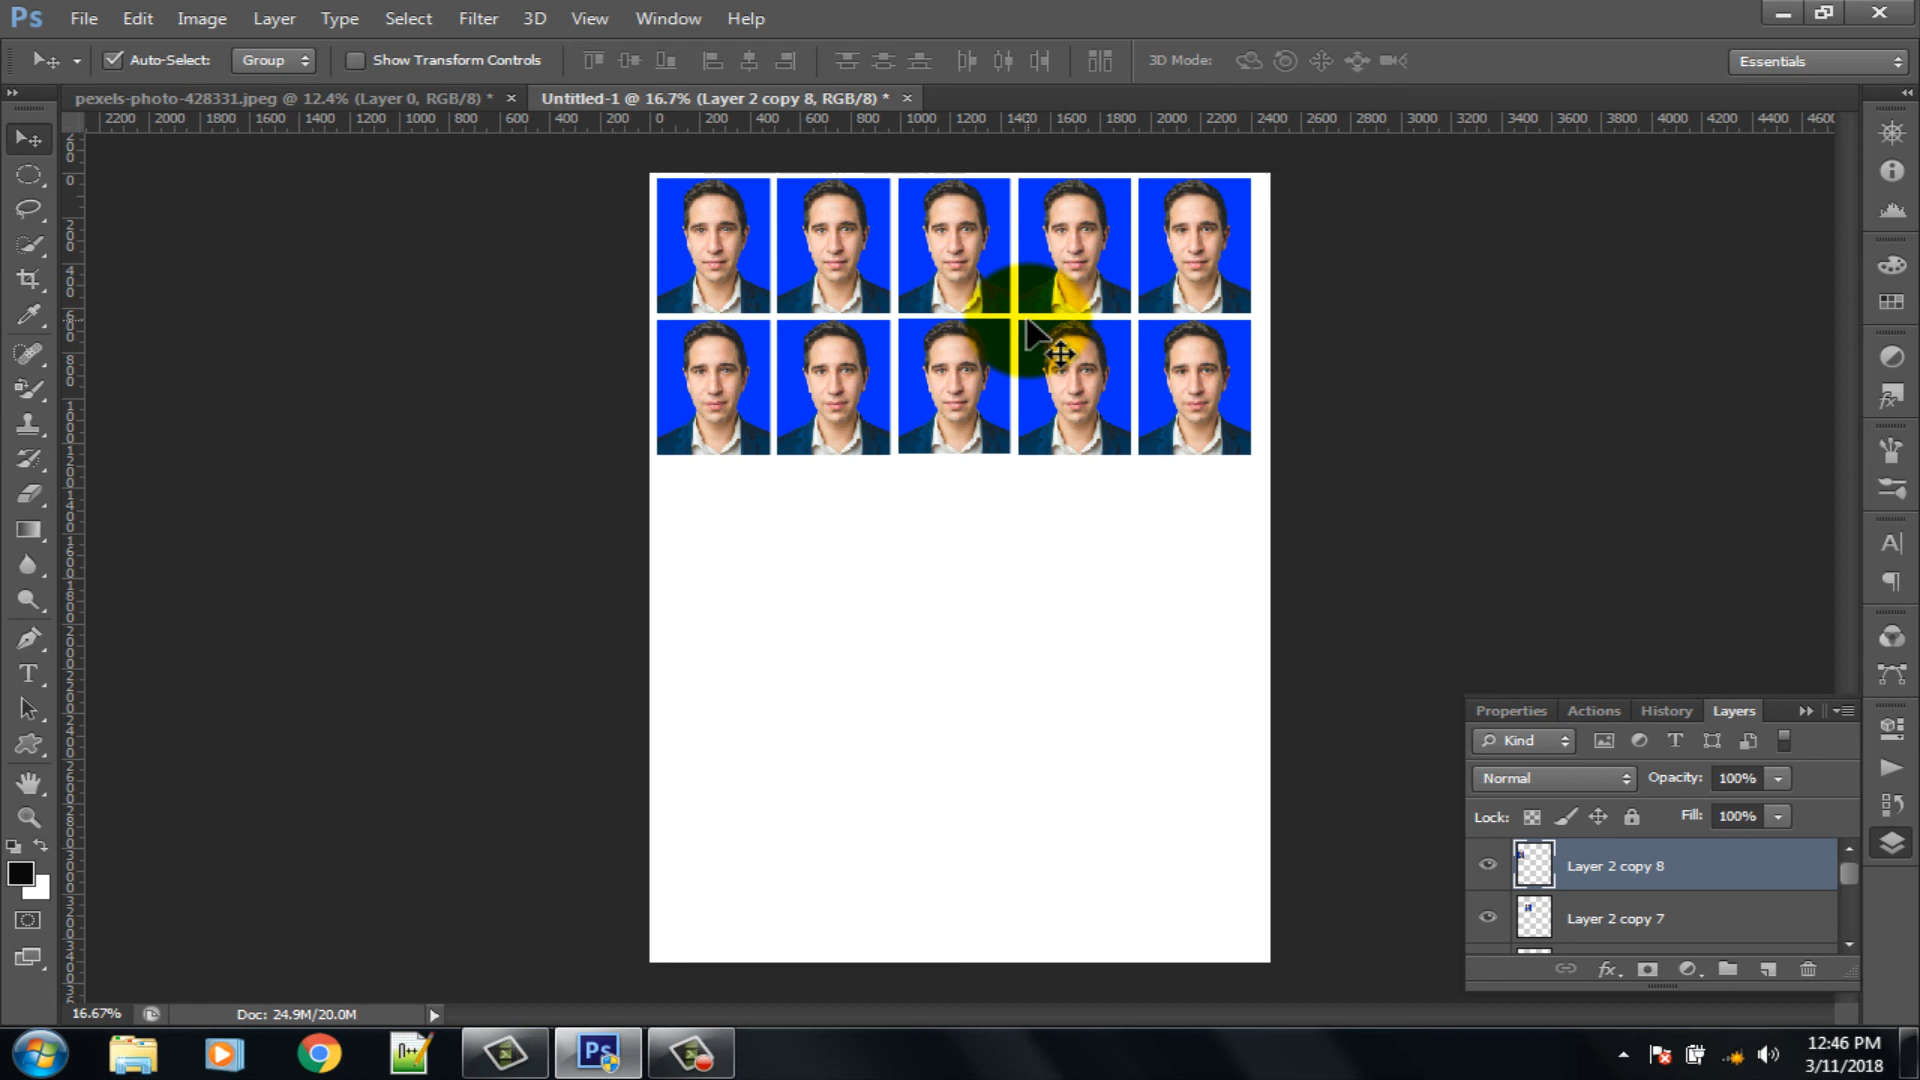 Ps File Edit Image Layer Type Select Filter 3D View Window Help
Auto-Select: Group Show Transform Controls 3D Mode: Essentials
pexels-photo-428331.jpeg @ 12.4% (Layer 0, RGB/8) * × Untitled-1 @ 16.7% (Layer 2 copy 8, RGB/8) * ×
2200 2000 1800 1600 1400 1200 1000 800 600 400 200 0 200 400 600 800 1000 1200 1400 1600 1800 2000 2200 2400 2600 2800 3000 3200 3400 3600 3800 4000 4200 4400 4600
Properties Actions History Layers
Kind
Normal Opacity: 100%
Lock: Fill: 100%
Layer 2 copy 8
Layer 2 copy 7
16.67% Doc: 24.9M/20.0M
Ps
12:46 PM
3/11/2018